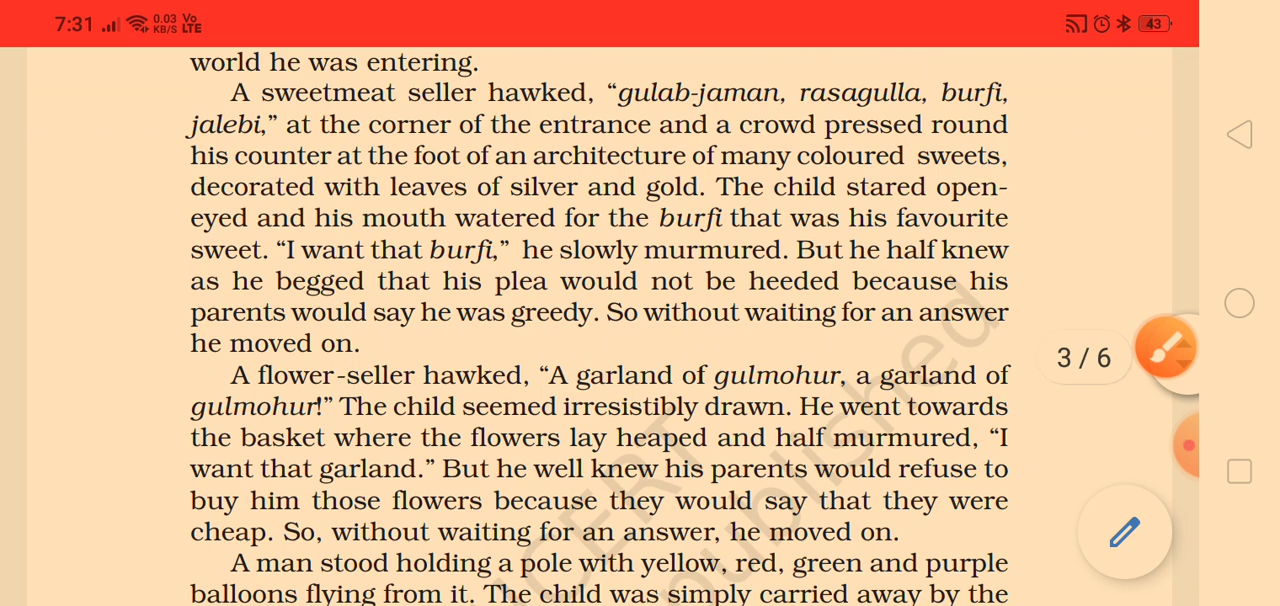 7:31 0.03 KB/S Vo LTE 43
world he was entering.
A sweetmeat seller hawked, “gulab-jaman, rasagulla, burfi,
jalebi,” at the corner of the entrance and a crowd pressed round
his counter at the foot of an architecture of many coloured sweets,
decorated with leaves of silver and gold. The child stared open-
eyed and his mouth watered for the burfi that was his favourite
sweet. “I want that burfi,” he slowly murmured. But he half knew
as he begged that his plea would not be heeded because his
parents would say he was greedy. So without waiting for an answer
he moved on.
A flower-seller hawked, “A garland of gulmohur, a garland of
gulmohur!” The child seemed irresistibly drawn. He went towards
the basket where the flowers lay heaped and half murmured, “I
want that garland.” But he well knew his parents would refuse to
buy him those flowers because they would say that they were
cheap. So, without waiting for an answer, he moved on.
A man stood holding a pole with yellow, red, green and purple
balloons flying from it. The child was simply carried away by the
3 / 6